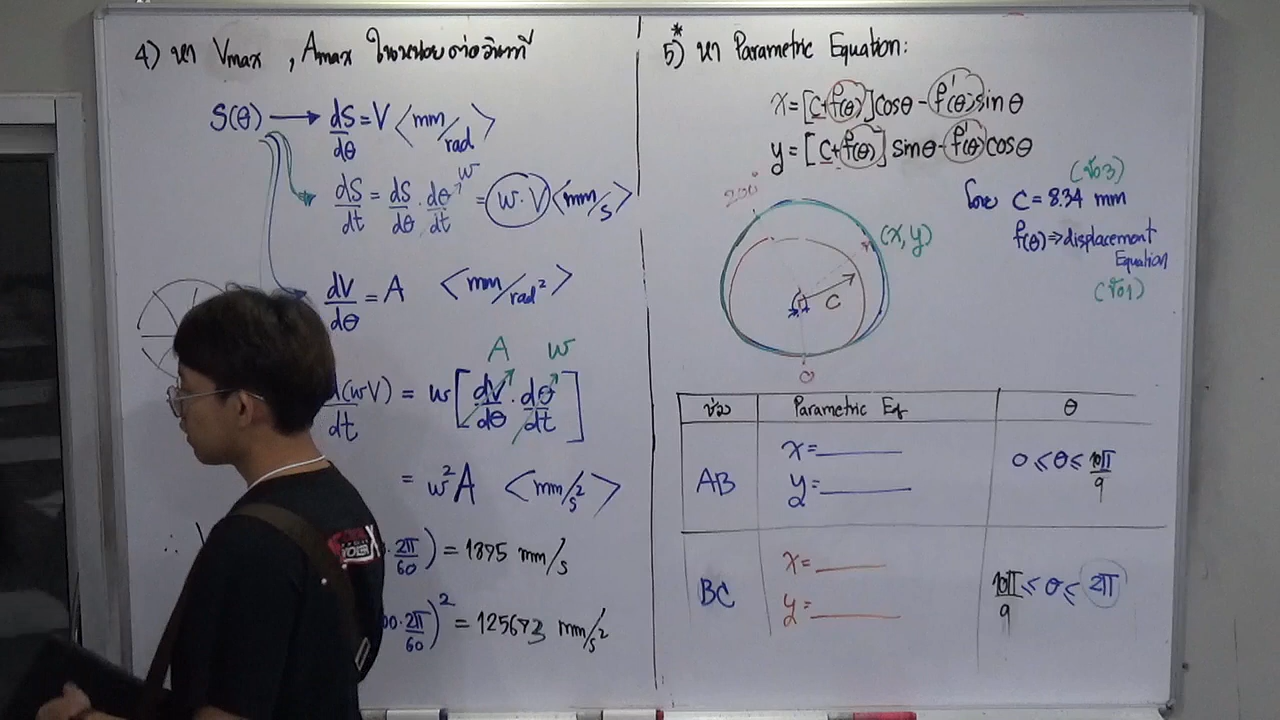 4) หา Vmax , Amax ในหน่วยต่อวินาที
S(θ) → dS/dθ = V <mm/rad>
dS/dt = dS/dθ · dθ/dt = w·V <mm/s>
w
dV/dθ = A <mm/rad²>
A w
d(wV)/dt = w[dV/dθ · dθ/dt]
= w²A <mm/s²>
∴
· 2π/60) = 1875 mm/s
00· 2π/60)² = 125673 mm/s²
*
5) หา Parametric Equation:
x = [C+f(θ)]cosθ - f'(θ)sinθ
y = [C+f(θ)]sinθ - f'(θ)cosθ
(ข้อ3)
โดย C = 8.34 mm
f(θ) ⇒ displacement
Equation
(ข้อ1)
200°
(x,y)
C
0
ช่วง Parametric Eq θ
AB x = ____ 0 ≤ θ ≤ 10π/9
y = ____
BC x = ____ 10π/9 ≤ θ ≤ 2π
y = ____